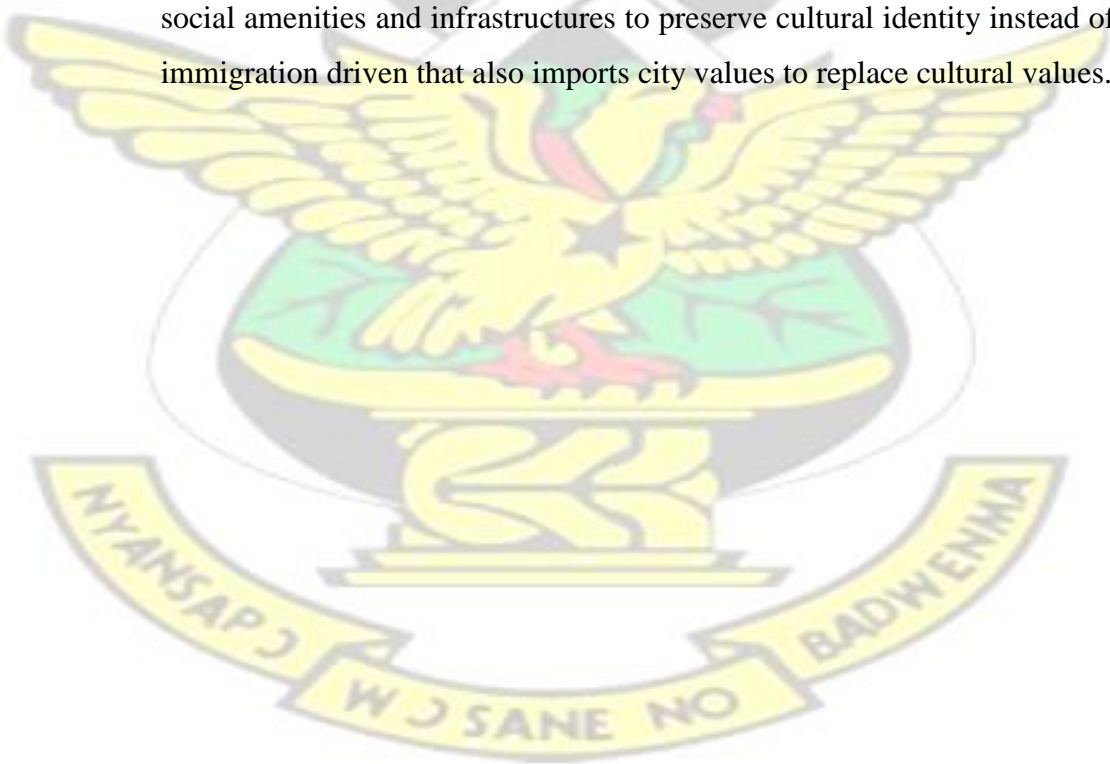 social amenities and infrastructures to preserve cultural identity instead of
immigration driven that also imports city values to replace cultural values.
NYANSAPƆ
WƆSANE NO
BADWENMA